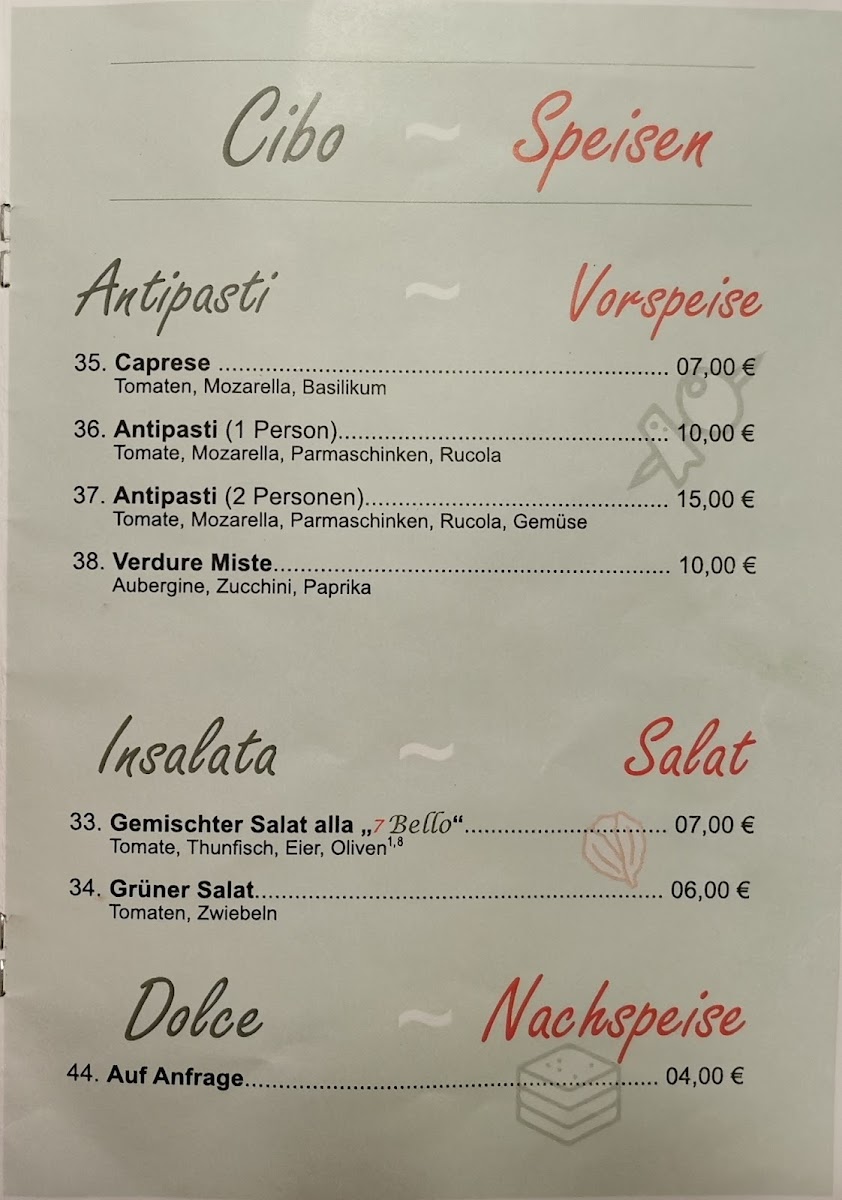 Cibo ~ Speisen
Antipasti ~ Vorspeise
35. Caprese ........................................ 07,00 €
Tomaten, Mozarella, Basilikum
36. Antipasti (1 Person)........................................ 10,00 €
Tomate, Mozarella, Parmaschinken, Rucola
37. Antipasti (2 Personen)........................................ 15,00 €
Tomate, Mozarella, Parmaschinken, Rucola, Gemüse
38. Verdure Miste........................................ 10,00 €
Aubergine, Zucchini, Paprika
Insalata ~ Salat
33. Gemischter Salat alla „7 Bello“........................................ 07,00 €
Tomate, Thunfisch, Eier, Oliven1,8
34. Grüner Salat........................................ 06,00 €
Tomaten, Zwiebeln
Dolce ~ Nachspeise
44. Auf Anfrage........................................ 04,00 €